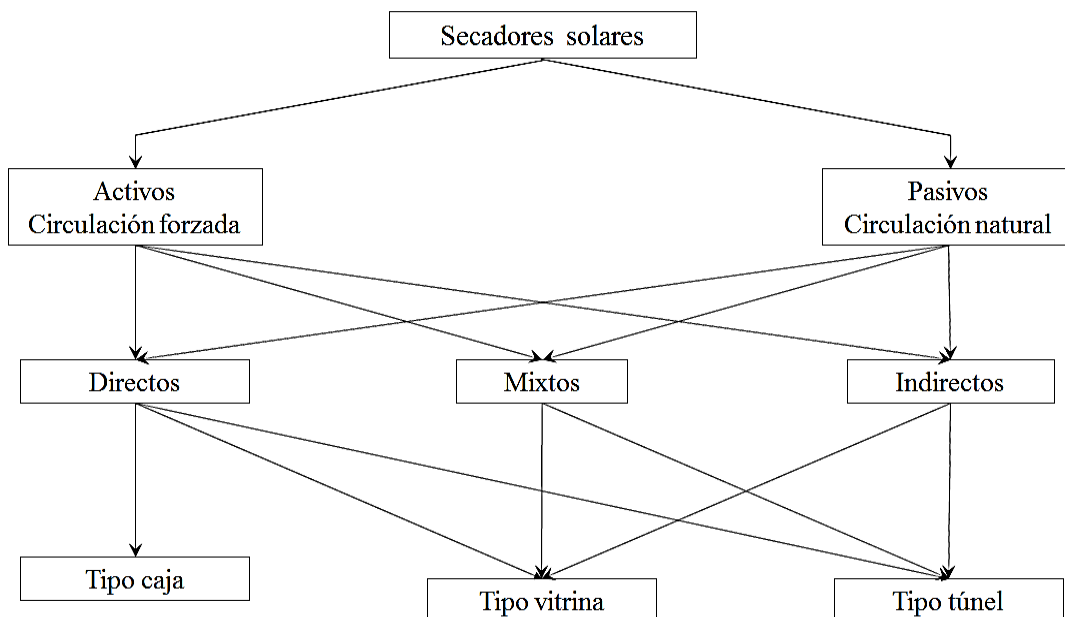 Secadores solares
Activos
Circulación forzada
Pasivos
Circulación natural
Directos
Mixtos
Indirectos
Tipo caja
Tipo vitrina
Tipo túnel